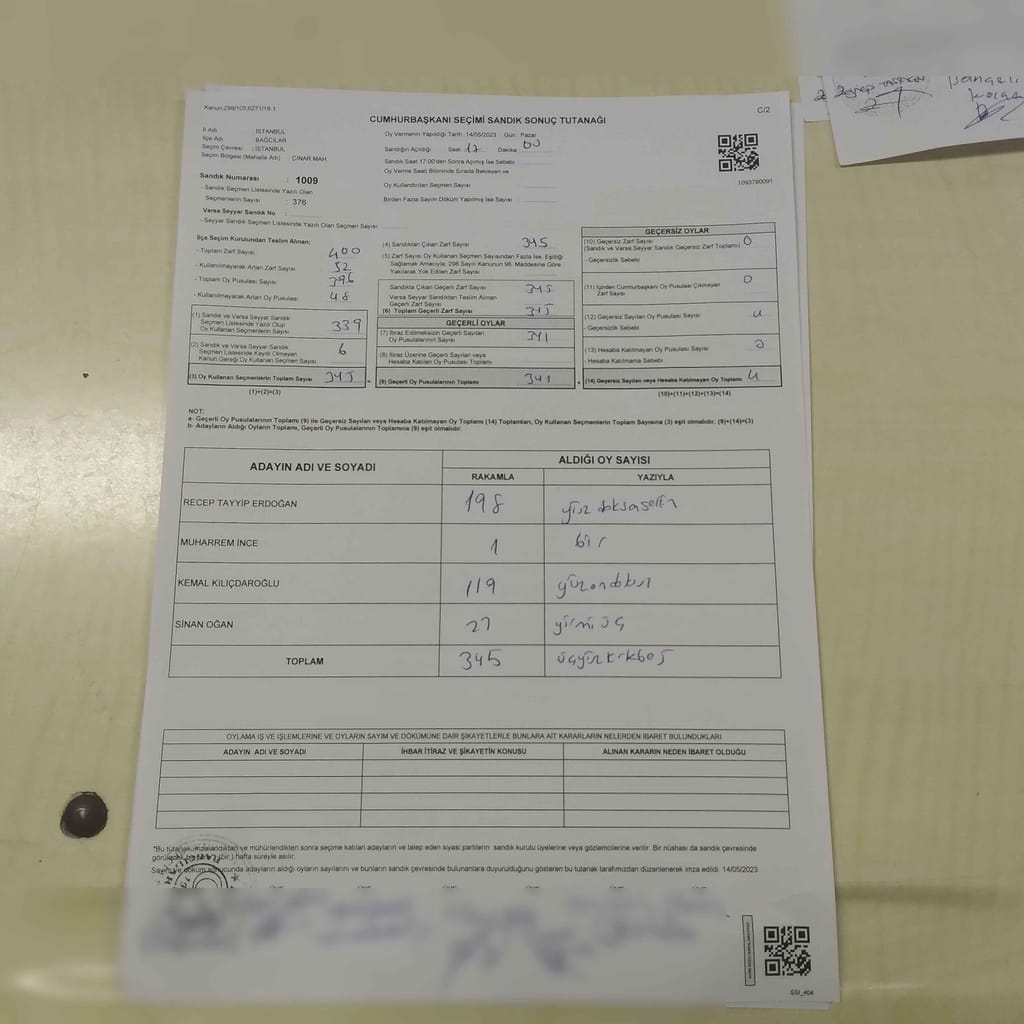 Kanun:298/105,6271/18-1
C/2
CUMHURBAŞKANI SEÇİMİ SANDIK SONUÇ TUTANAĞI
İl Adı : İSTANBUL
İlçe Adı : BAĞCILAR
Seçim Çevresi : İSTANBUL
Seçim Bölgesi (Mahalle Adı) : ÇINAR MAH.
Oy Vermenin Yapıldığı Tarih :14/05/2023 Gün : Pazar
Sandığın Açıldığı Saat : 17 Dakika 00
Sandık Saat 17:00'den Sonra Açılmış İse Sebebi
Oy Verme Saati Bitiminde Sırada Bekleyen ve
Oy Kullandırılan Seçmen Sayısı
Birden Fazla Sayım Döküm Yapılmış İse Sayısı
1093780091
Sandık Numarası : 1009
- Sandık Seçmen Listesinde Yazılı Olan
Seçmenlerin Sayısı : 376
Varsa Seyyar Sandık No :
- Seyyar Sandık Seçmen Listesinde Yazılı Olan Seçmen Sayısı
İlçe Seçim Kurulundan Teslim Alınan;
- Toplam Zarf Sayısı 400
- Kullanılmayarak Artan Zarf Sayısı 52
- Toplam Oy Pusulası Sayısı 396
- Kullanılmayarak Artan Oy Pusulası 48
(1) Sandık ve Varsa Seyyar Sandık
Seçmen Listesinde Yazılı Olup
Oy Kullanan Seçmenlerin Sayısı 339
(2) Sandık ve Varsa Seyyar Sandık
Seçmen Listesinde Kaydı Olmayan
Kanun Gereği Oy Kullanan Seçmen Sayısı 6
(3) Oy Kullanan Seçmenlerin Toplam Sayısı 345
(1)+(2)=(3)
(4) Sandıktan Çıkan Zarf Sayısı 345
(5) Zarf Sayısı Oy Kullanan Seçmen Sayısından Fazla İse, Eşitliği
Sağlamak Amacıyla; 298 Sayılı Kanunun 98. Maddesine Göre
Yakılarak Yok Edilen Zarf Sayısı
Sandıkta Çıkan Geçerli Zarf Sayısı 345
Varsa Seyyar Sandıktan Teslim Alınan
Geçerli Zarf Sayısı
(6) Toplam Geçerli Zarf Sayısı 345
GEÇERLİ OYLAR
(7) İtiraz Edilmeksizin Geçerli Sayılan
Oy Pusulalarının Sayısı 341
(8) İtiraz Üzerine Geçerli Sayılan veya
Hesaba Katılan Oy Pusulası Toplamı
(9) Geçerli Oy Pusulalarının Toplamı 341
GEÇERSİZ OYLAR
(10) Geçersiz Zarf Sayısı 0
(Sandık ve Varsa Seyyar Sandık Geçersiz Zarf Toplamı)
- Geçersizlik Sebebi
(11) İçinden Cumhurbaşkanı Oy Pusulası Çıkmayan
Zarf Sayısı 0
(12) Geçersiz Sayılan Oy Pusulası Sayısı 4
- Geçersizlik Sebebi
(13) Hesaba Katılmayan Oy Pusulası Sayısı
- Hesaba Katılmama Sebebi
(14) Geçersiz Sayılan veya Hesaba Katılmayan Oy Toplamı 4
(10)+(11)+(12)+(13)=(14)
NOT:
a- Geçerli Oy Pusulalarının Toplamı (9) ile Geçersiz Sayılan veya Hesaba Katılmayan Oy Toplamı (14) Toplamları, Oy Kullanan Seçmenlerin Toplam Sayısına (3) eşit olmalıdır. (9)+(14)=(3)
b- Adayların Aldığı Oyların Toplamı, Geçerli Oy Pusulalarının Toplamına (9) eşit olmalıdır.
ADAYIN ADI VE SOYADI ALDIĞI OY SAYISI
RAKAMLA YAZIYLA
RECEP TAYYİP ERDOĞAN 198 yüz doksansekiz
MUHARREM İNCE 1 bir
KEMAL KILIÇDAROĞLU 119 yüzondokuz
SİNAN OĞAN 27 yirmi üç
TOPLAM 345 üçyüzkırkbeş
OYLAMA İŞ VE İŞLEMLERİNE VE OYLARIN SAYIM VE DÖKÜMÜNE DAİR ŞİKAYETLERLE BUNLARA AİT KARARLARIN NELERDEN İBARET BULUNDUKLARI
ADAYIN ADI VE SOYADI İHBAR İTİRAZ VE ŞİKAYETİN KONUSU ALINAN KARARIN NEDEN İBARET OLDUĞU
*Bu tutanak imzalandıktan ve mühürlendikten sonra seçime katılan adayların ve talep eden siyasi partilerin sandık kurulu üyelerine veya gözlemcilerine verilir. Bir nüshası da sandık çevresinde
görülecek bir yere (bir) hafta süreyle asılır.
Sayım ve döküm sonucunda adayların aldığı oyların sayılarını ve bunların sandık çevresinde bulunanlara duyurulduğunu gösteren bu tutanak tarafımızdan düzenlenerek imza edildi. 14/05/2023
SSI_404